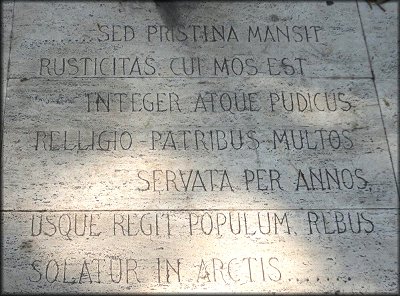 ......SED PRISTINA MANSIT
RUSTICITAS. CUI MOS EST
INTEGER ATQUE PUDICUS
RELLIGIO-PATRIBUS-MULTOS
SERVATA PER ANNOS.
USQUE REGIT POPULUM, REBUS
SOLATUR IN ARCTIS.......